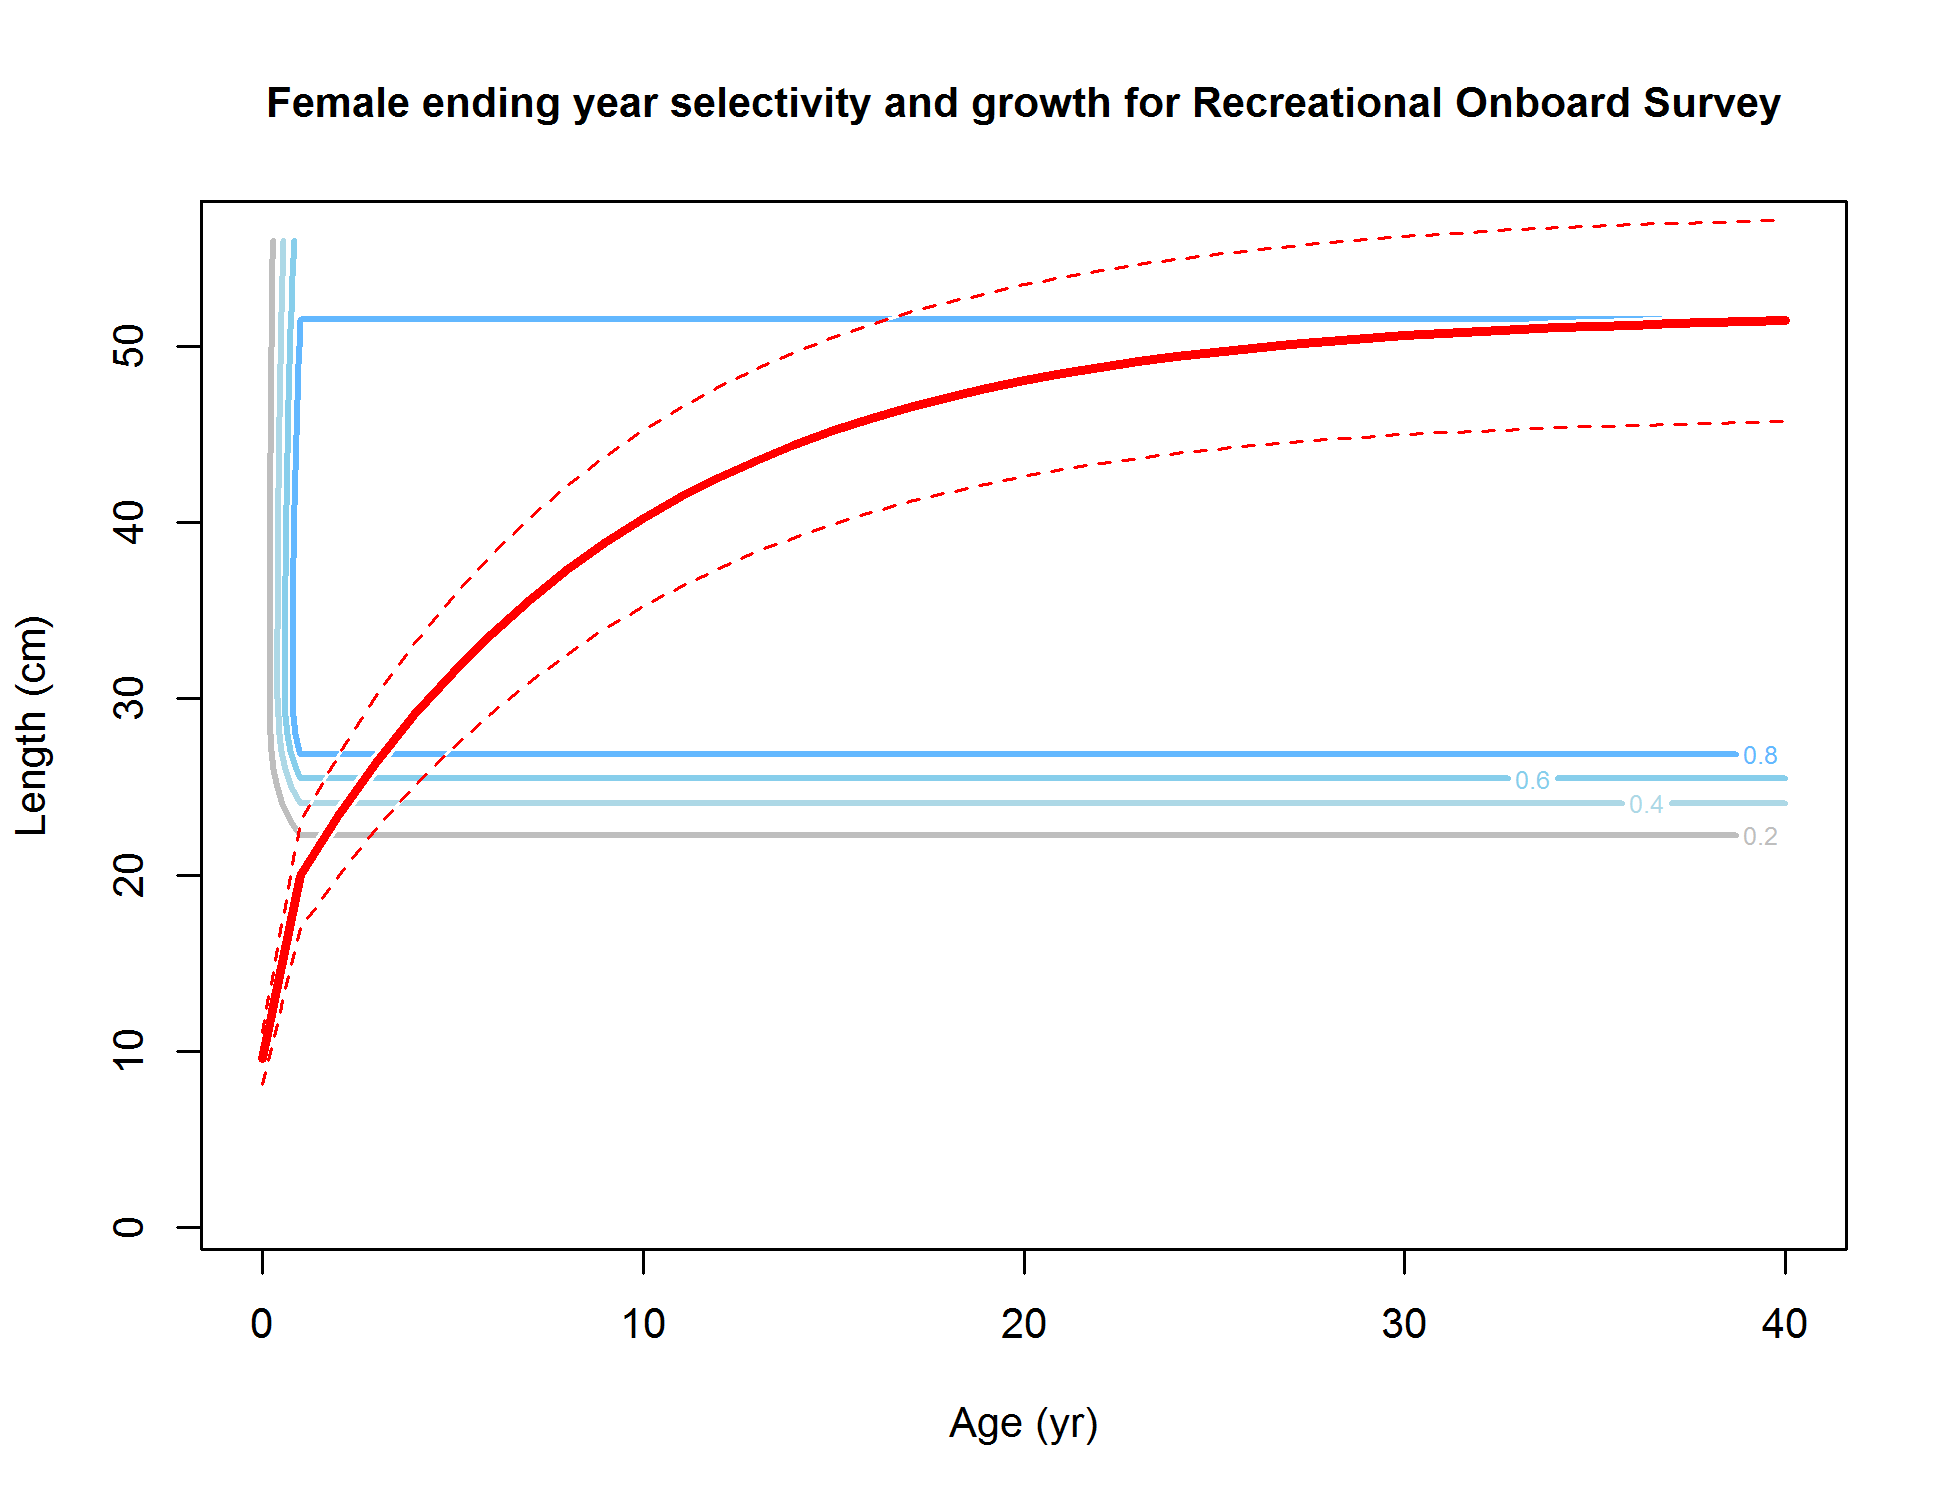 Female ending year selectivity and growth for Recreational Onboard Survey
Length (cm)
50
40
30
20
10
0
0.8
0.6
0.4
0.2
0 10 20 30 40
Age (yr)